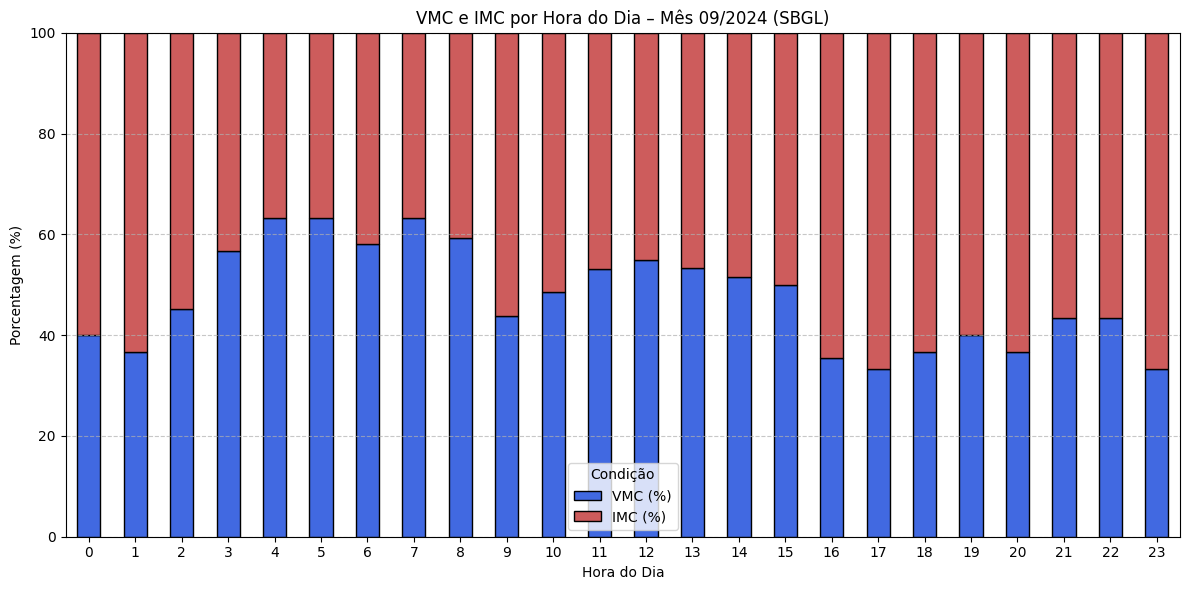 VMC e IMC por Hora do Dia – Mês 09/2024 (SBGL)
Porcentagem (%)
100
80
60
40
20
0
Condição
VMC (%)
IMC (%)
0 1 2 3 4 5 6 7 8 9 10 11 12 13 14 15 16 17 18 19 20 21 22 23
Hora do Dia